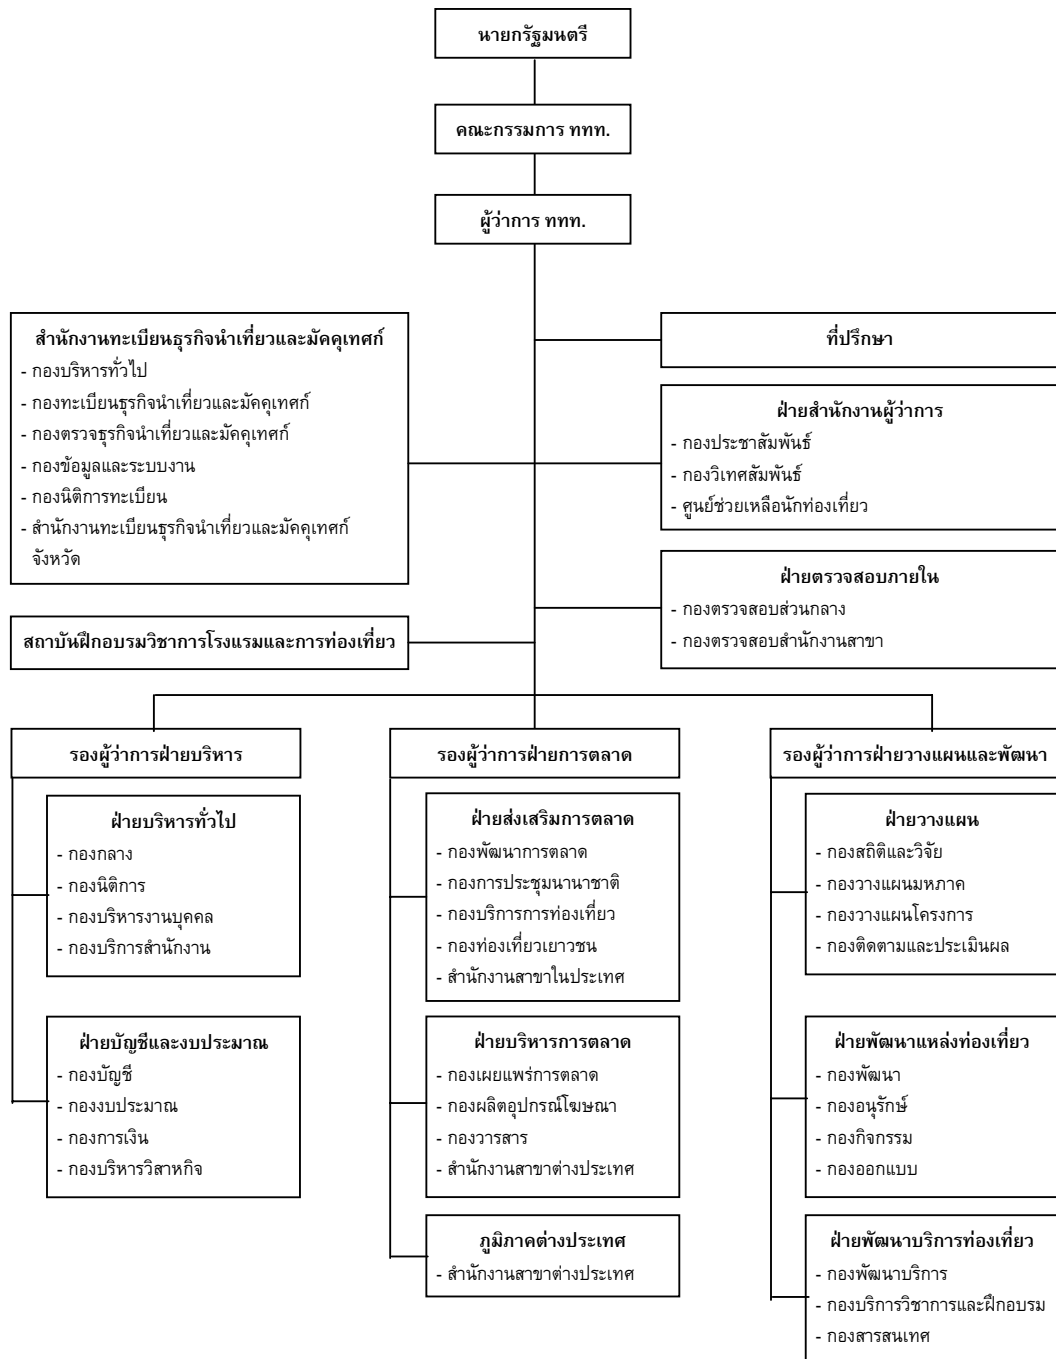 นายกรัฐมนตรี
คณะกรรมการ ททท.
ผู้ว่าการ ททท.
สำนักงานทะเบียนธุรกิจนำเที่ยวและมัคคุเทศก์
- กองบริหารทั่วไป
- กองทะเบียนธุรกิจนำเที่ยวและมัคคุเทศก์
- กองตรวจธุรกิจนำเที่ยวและมัคคุเทศก์
- กองข้อมูลและระบบงาน
- กองนิติการทะเบียน
- สำนักงานทะเบียนธุรกิจนำเที่ยวและมัคคุเทศก์
จังหวัด
ที่ปรึกษา
ฝ่ายสำนักงานผู้ว่าการ
- กองประชาสัมพันธ์
- กองวิเทศสัมพันธ์
- ศูนย์ช่วยเหลือนักท่องเที่ยว
ฝ่ายตรวจสอบภายใน
- กองตรวจสอบส่วนกลาง
- กองตรวจสอบสำนักงานสาขา
สถาบันฝึกอบรมวิชาการโรงแรมและการท่องเที่ยว
รองผู้ว่าการฝ่ายบริหาร
ฝ่ายบริหารทั่วไป
- กองกลาง
- กองนิติการ
- กองบริหารงานบุคคล
- กองบริการสำนักงาน
ฝ่ายบัญชีและงบประมาณ
- กองบัญชี
- กองงบประมาณ
- กองการเงิน
- กองบริหารวิสาหกิจ
รองผู้ว่าการฝ่ายการตลาด
ฝ่ายส่งเสริมการตลาด
- กองพัฒนาการตลาด
- กองการประชุมนานาชาติ
- กองบริการการท่องเที่ยว
- กองท่องเที่ยวเยาวชน
- สำนักงานสาขาในประเทศ
ฝ่ายบริหารการตลาด
- กองเผยแพร่การตลาด
- กองผลิตอุปกรณ์โฆษณา
- กองวารสาร
- สำนักงานสาขาต่างประเทศ
ภูมิภาคต่างประเทศ
- สำนักงานสาขาต่างประเทศ
รองผู้ว่าการฝ่ายวางแผนและพัฒนา
ฝ่ายวางแผน
- กองสถิติและวิจัย
- กองวางแผนมหภาค
- กองวางแผนโครงการ
- กองติดตามและประเมินผล
ฝ่ายพัฒนาแหล่งท่องเที่ยว
- กองพัฒนา
- กองอนุรักษ์
- กองกิจกรรม
- กองออกแบบ
ฝ่ายพัฒนาบริการท่องเที่ยว
- กองพัฒนาบริการ
- กองบริการวิชาการและฝึกอบรม
- กองสารสนเทศ